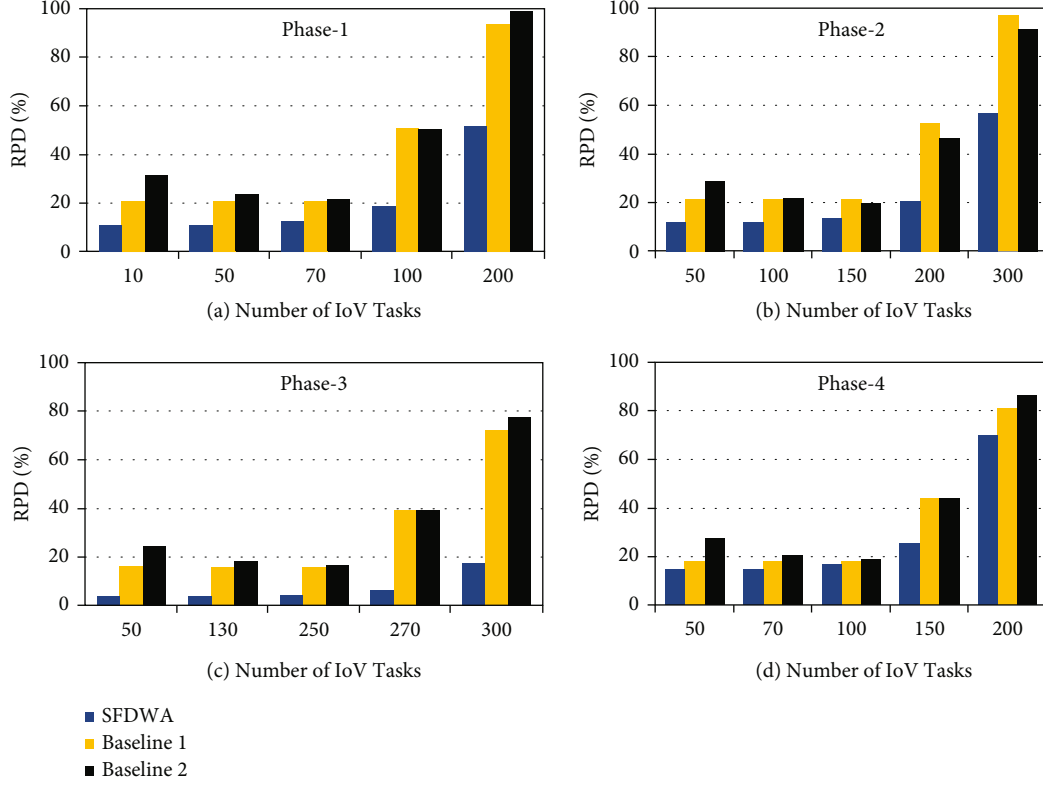 100
80
60
40
20
0
RPD (%)
Phase-1
10 50 70 100 200
(a) Number of IoV Tasks
100
80
60
40
20
0
RPD (%)
Phase-2
50 100 150 200 300
(b) Number of IoV Tasks
100
80
60
40
20
0
RPD (%)
Phase-3
50 130 250 270 300
(c) Number of IoV Tasks
100
80
60
40
20
0
RPD (%)
Phase-4
50 70 100 150 200
(d) Number of IoV Tasks
SFDWA
Baseline 1
Baseline 2